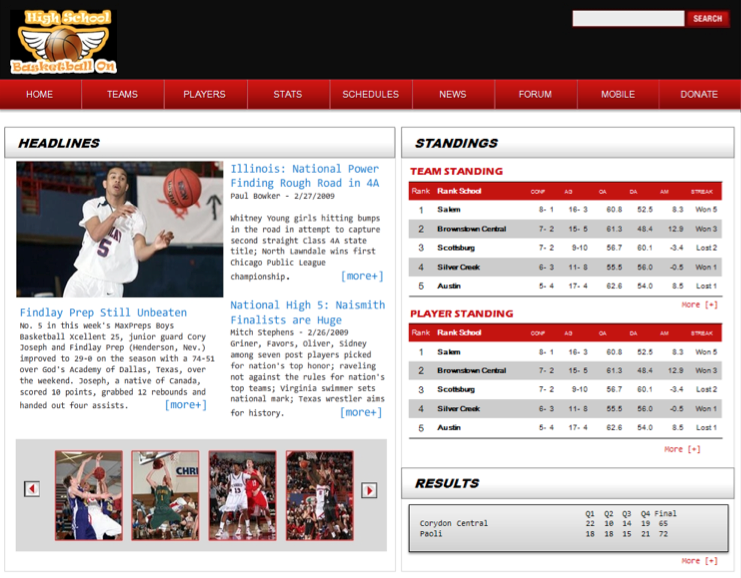 High School
Basketball On
SEARCH
HOME TEAMS PLAYERS STATS SCHEDULES NEWS FORUM MOBILE DONATE
HEADLINES
Illinois: National Power
Finding Rough Road in 4A
Paul Bowker - 2/27/2009
Whitney Young girls hitting bumps
in the road in attempt to capture
second straight Class 4A state
title; North Lawndale wins first
Chicago Public League
championship. [more+]
Findlay Prep Still Unbeaten
No. 5 in this week's MaxPreps Boys
Basketball Xcellent 25, junior guard Cory
Joseph and Findlay Prep (Henderson, Nev.)
improved to 29-0 on the season with a 74-51
over God's Academy of Dallas, Texas, over
the weekend. Joseph, a native of Canada,
scored 10 points, grabbed 12 rebounds and
handed out four assists. [more+]
National High 5: Naismith
Finalists are Huge
Mitch Stephens - 2/26/2009
Griner, Favors, Oliver, Sidney
among seven post players picked
for nation's top honor; raveling
not against the rules for nation's
top teams; Virginia swimmer sets
national mark; Texas wrestler aims
for history. [more+]
5
CHRI
13
STANDINGS
TEAM STANDING
Rank Rank School CONF AG OA DA AM STREAK
1 Salem 8- 1 16- 3 60.8 52.5 8.3 Won 5
2 Brownstown Central 7- 2 15- 5 61.3 48.4 12.9 Won 3
3 Scottsburg 7- 2 9-10 56.7 60.1 -3.4 Lost 2
4 Silver Creek 6- 3 11- 8 55.5 56.0 -0.5 Won 1
5 Austin 5- 4 17- 4 62.6 54.0 8.5 Lost 1
More [+]
PLAYER STANDING
Rank Rank School CONF AG OA DA AM STREAK
1 Salem 8- 1 16- 3 60.8 52.5 8.3 Won 5
2 Brownstown Central 7- 2 15- 5 61.3 48.4 12.9 Won 3
3 Scottsburg 7- 2 9-10 56.7 60.1 -3.4 Lost 2
4 Silver Creek 6- 3 11- 8 55.5 56.0 -0.5 Won 1
5 Austin 5- 4 17- 4 62.6 54.0 8.5 Lost 1
More [+]
RESULTS
Q1 Q2 Q3 Q4 Final
Corydon Central 22 10 14 19 65
Paoli 18 18 15 21 72
More [+]